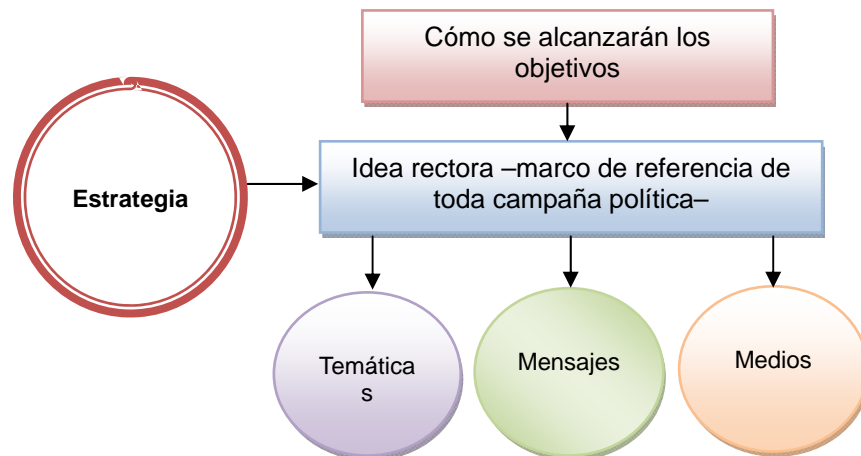 Cómo se alcanzarán los
objetivos
Idea rectora –marco de referencia de
toda campaña política–
Estrategia
Temática
s
Mensajes
Medios